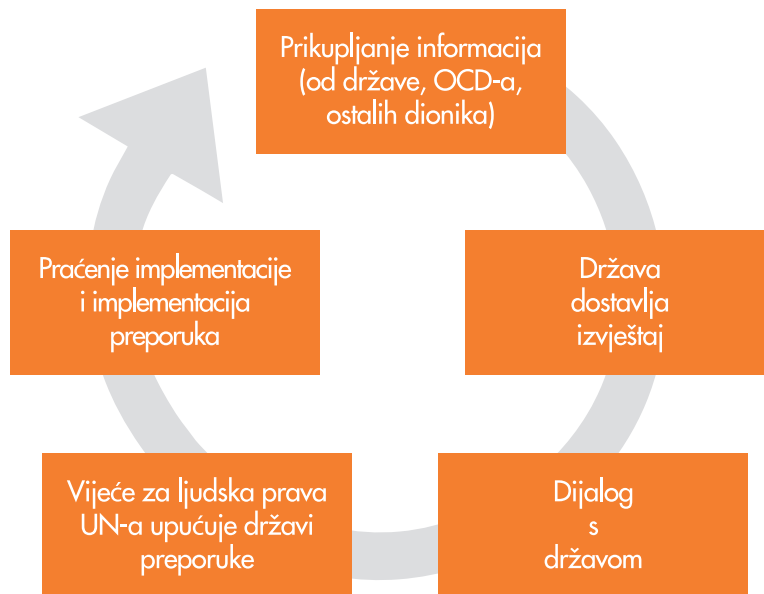 Prikupljanje informacija
(od države, OCD-a,
ostalih dionika)
Država
dostavlja
izvještaj
Dijalog
s
državom
Vijeće za ljudska prava
UN-a upućuje državi
preporuke
Praćenje implementacije
i implementacija
preporuka